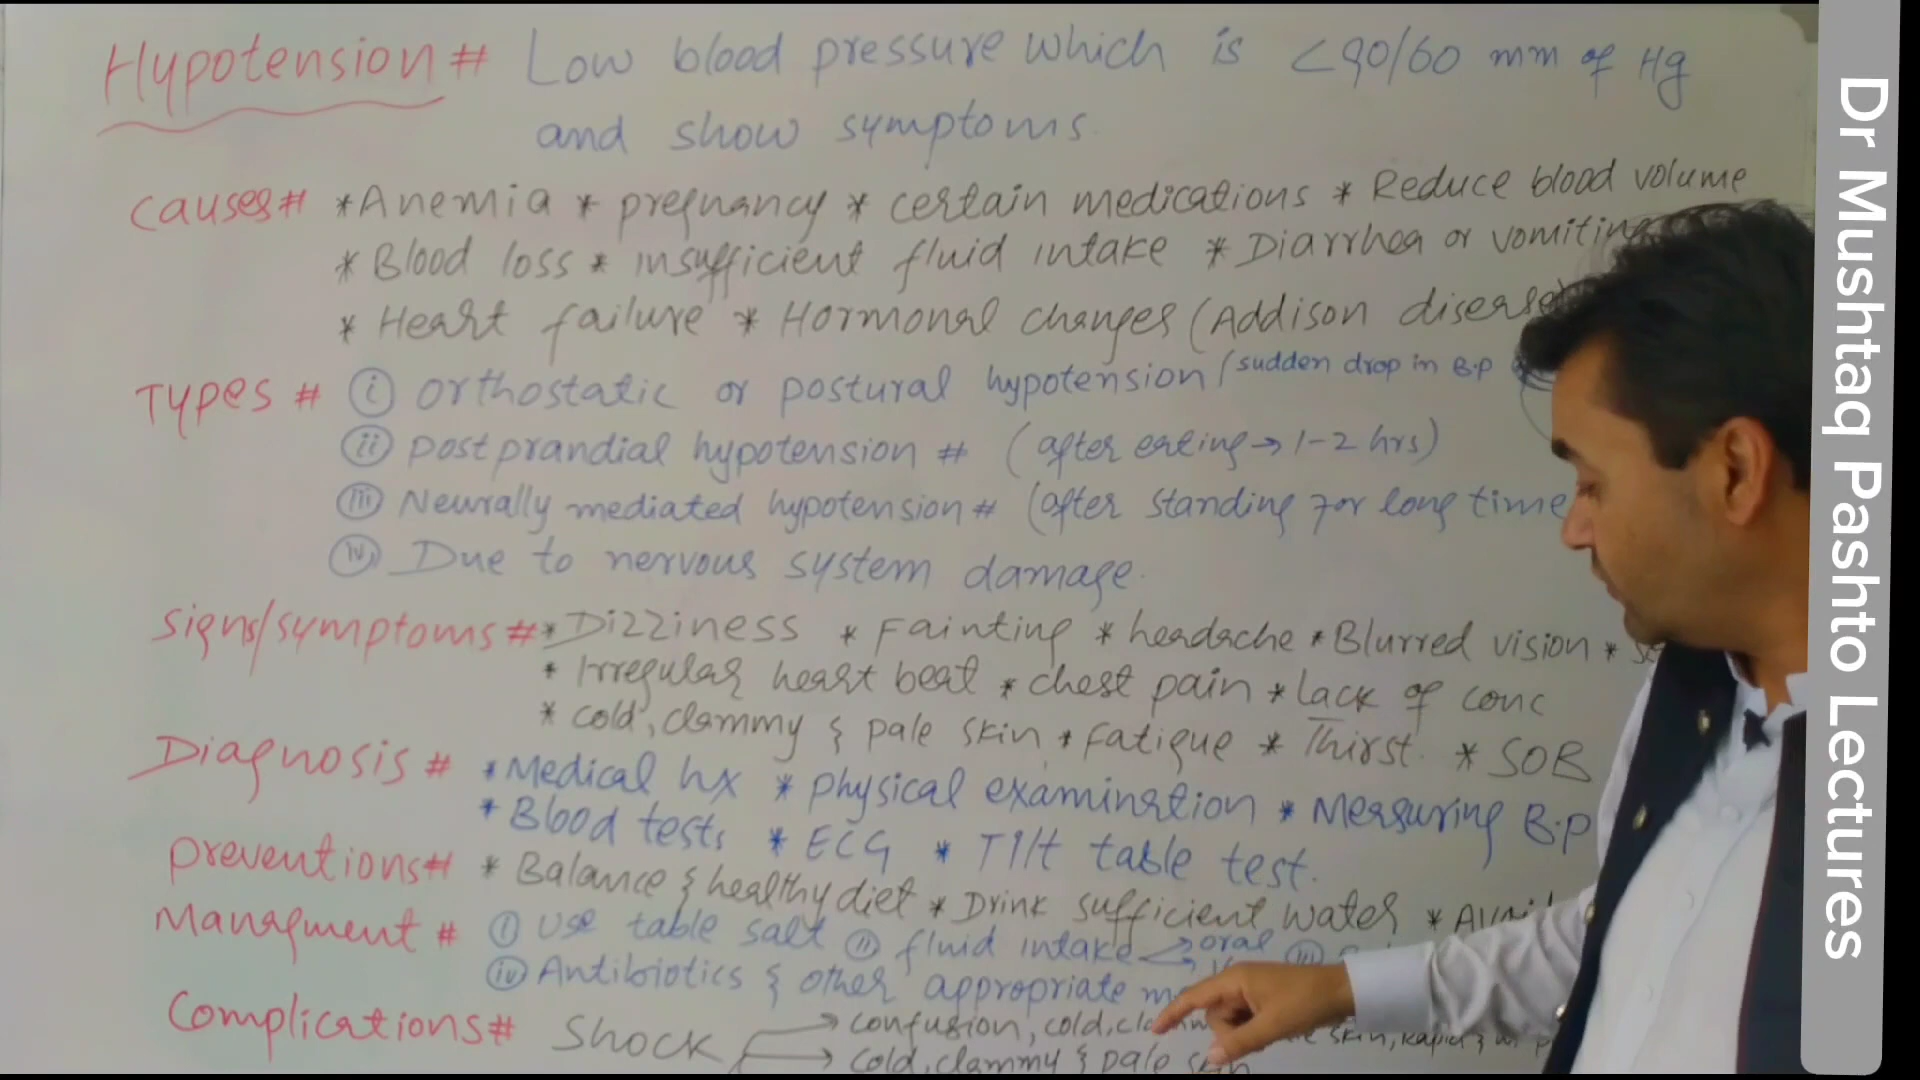 Hypotension # Low blood pressure which is <90/60 mm of Hg
and show symptoms.
Causes # *Anemia * pregnancy * certain medications * Reduce blood volume
* Blood loss * insufficient fluid intake * Diarrhea or vomiting
* Heart failure * Hormonal changes (Addison disease
Types # (i) orthostatic or postural hypotension (sudden drop in B.P
(ii) post prandial hypotension # (after eating → 1-2 hrs)
(iii) Neurally mediated hypotension # (after standing for long time
(iv) Due to nervous system damage.
Signs/symptoms # * Dizziness * Fainting * headache * Blurred vision *
* Irregular heart beat * chest pain * Lack of conc
* cold, clammy & pale skin * Fatigue * Thirst. * SOB
Diagnosis # * Medical hx * physical examination * Measuring B.P
* Blood tests * ECG * Tilt table test.
preventions # * Balance & healthy diet * Drink sufficient water *
Managment # (i) Use table salt (ii) fluid intake → oral (iii)
(iv) Antibiotics & other appropriate
Complications # Shock → confusion, cold,
→ cold, clammy & pale skin
Dr Mushtaq Pashto Lectures